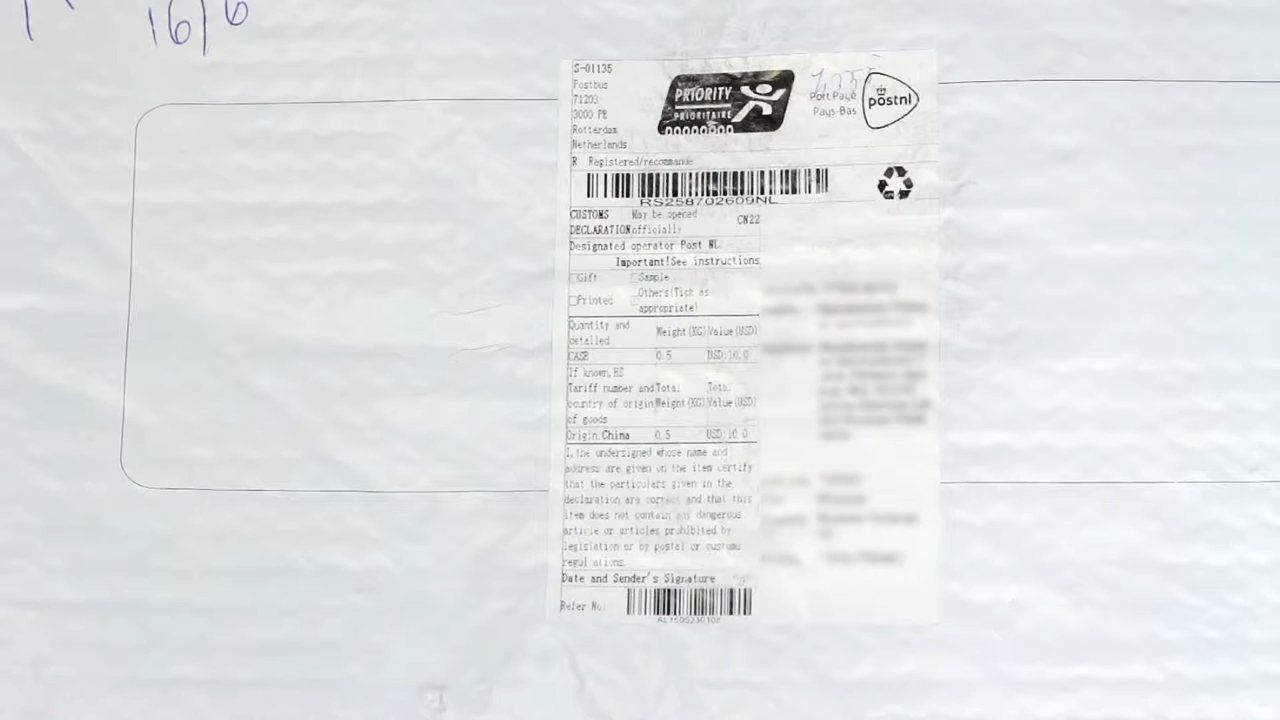 16/6
S-01135
Postbus
71203
3000 PE
Rotterdam
Netherlands
PRIORITY
PRIORITAIRE
00000000
Port Payé
Pays-Bas
postnl
R Registered/recommande
RS258702609NL
CUSTOMS May be opened CN22
DECLARATION officially
Designated operator Post NL
Important!See instructions
Gift Sample
Printed Others(Tick as
appropriate)
Quantity and
detailed Weight(KG) Value(USD)
CASE 0.5 USD:10.0
If known,HS
Tariff number and Total Total
country of origin Weight(KG) Value(USD)
of goods
Origin:China 0.5 USD:10.0
I,the undersigned whose name and
address are given on the item certify
that the particulars given in the
declaration are correct and that this
item does not contain any dangerous
article or articles prohibited by
legislation or by postal or customs
regulations.
Date and Sender's Signature
Refer No: